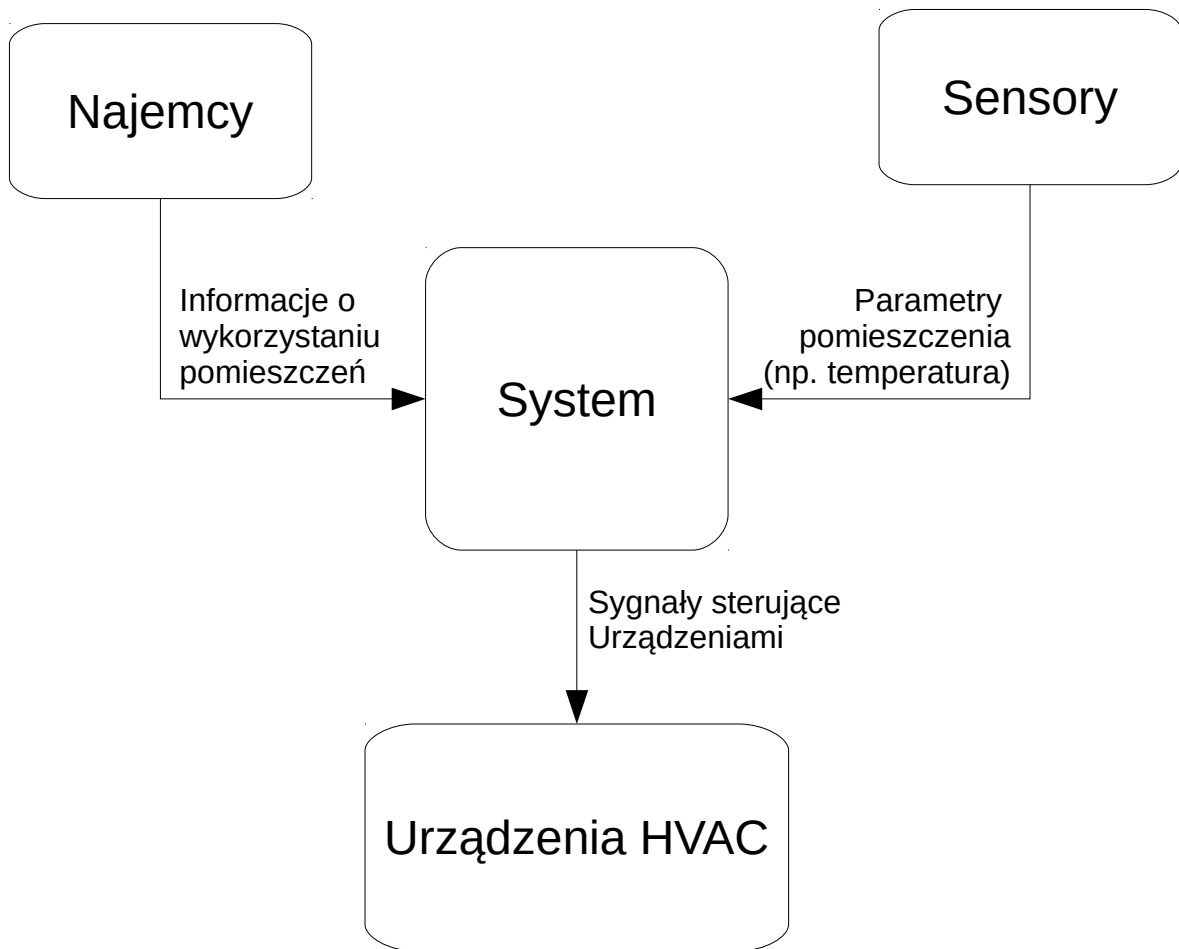 Najemcy
Sensory
Informacje o
wykorzystaniu
pomieszczeń
Parametry
pomieszczenia
(np. temperatura)
System
Sygnały sterujące
Urządzeniami
Urządzenia HVAC